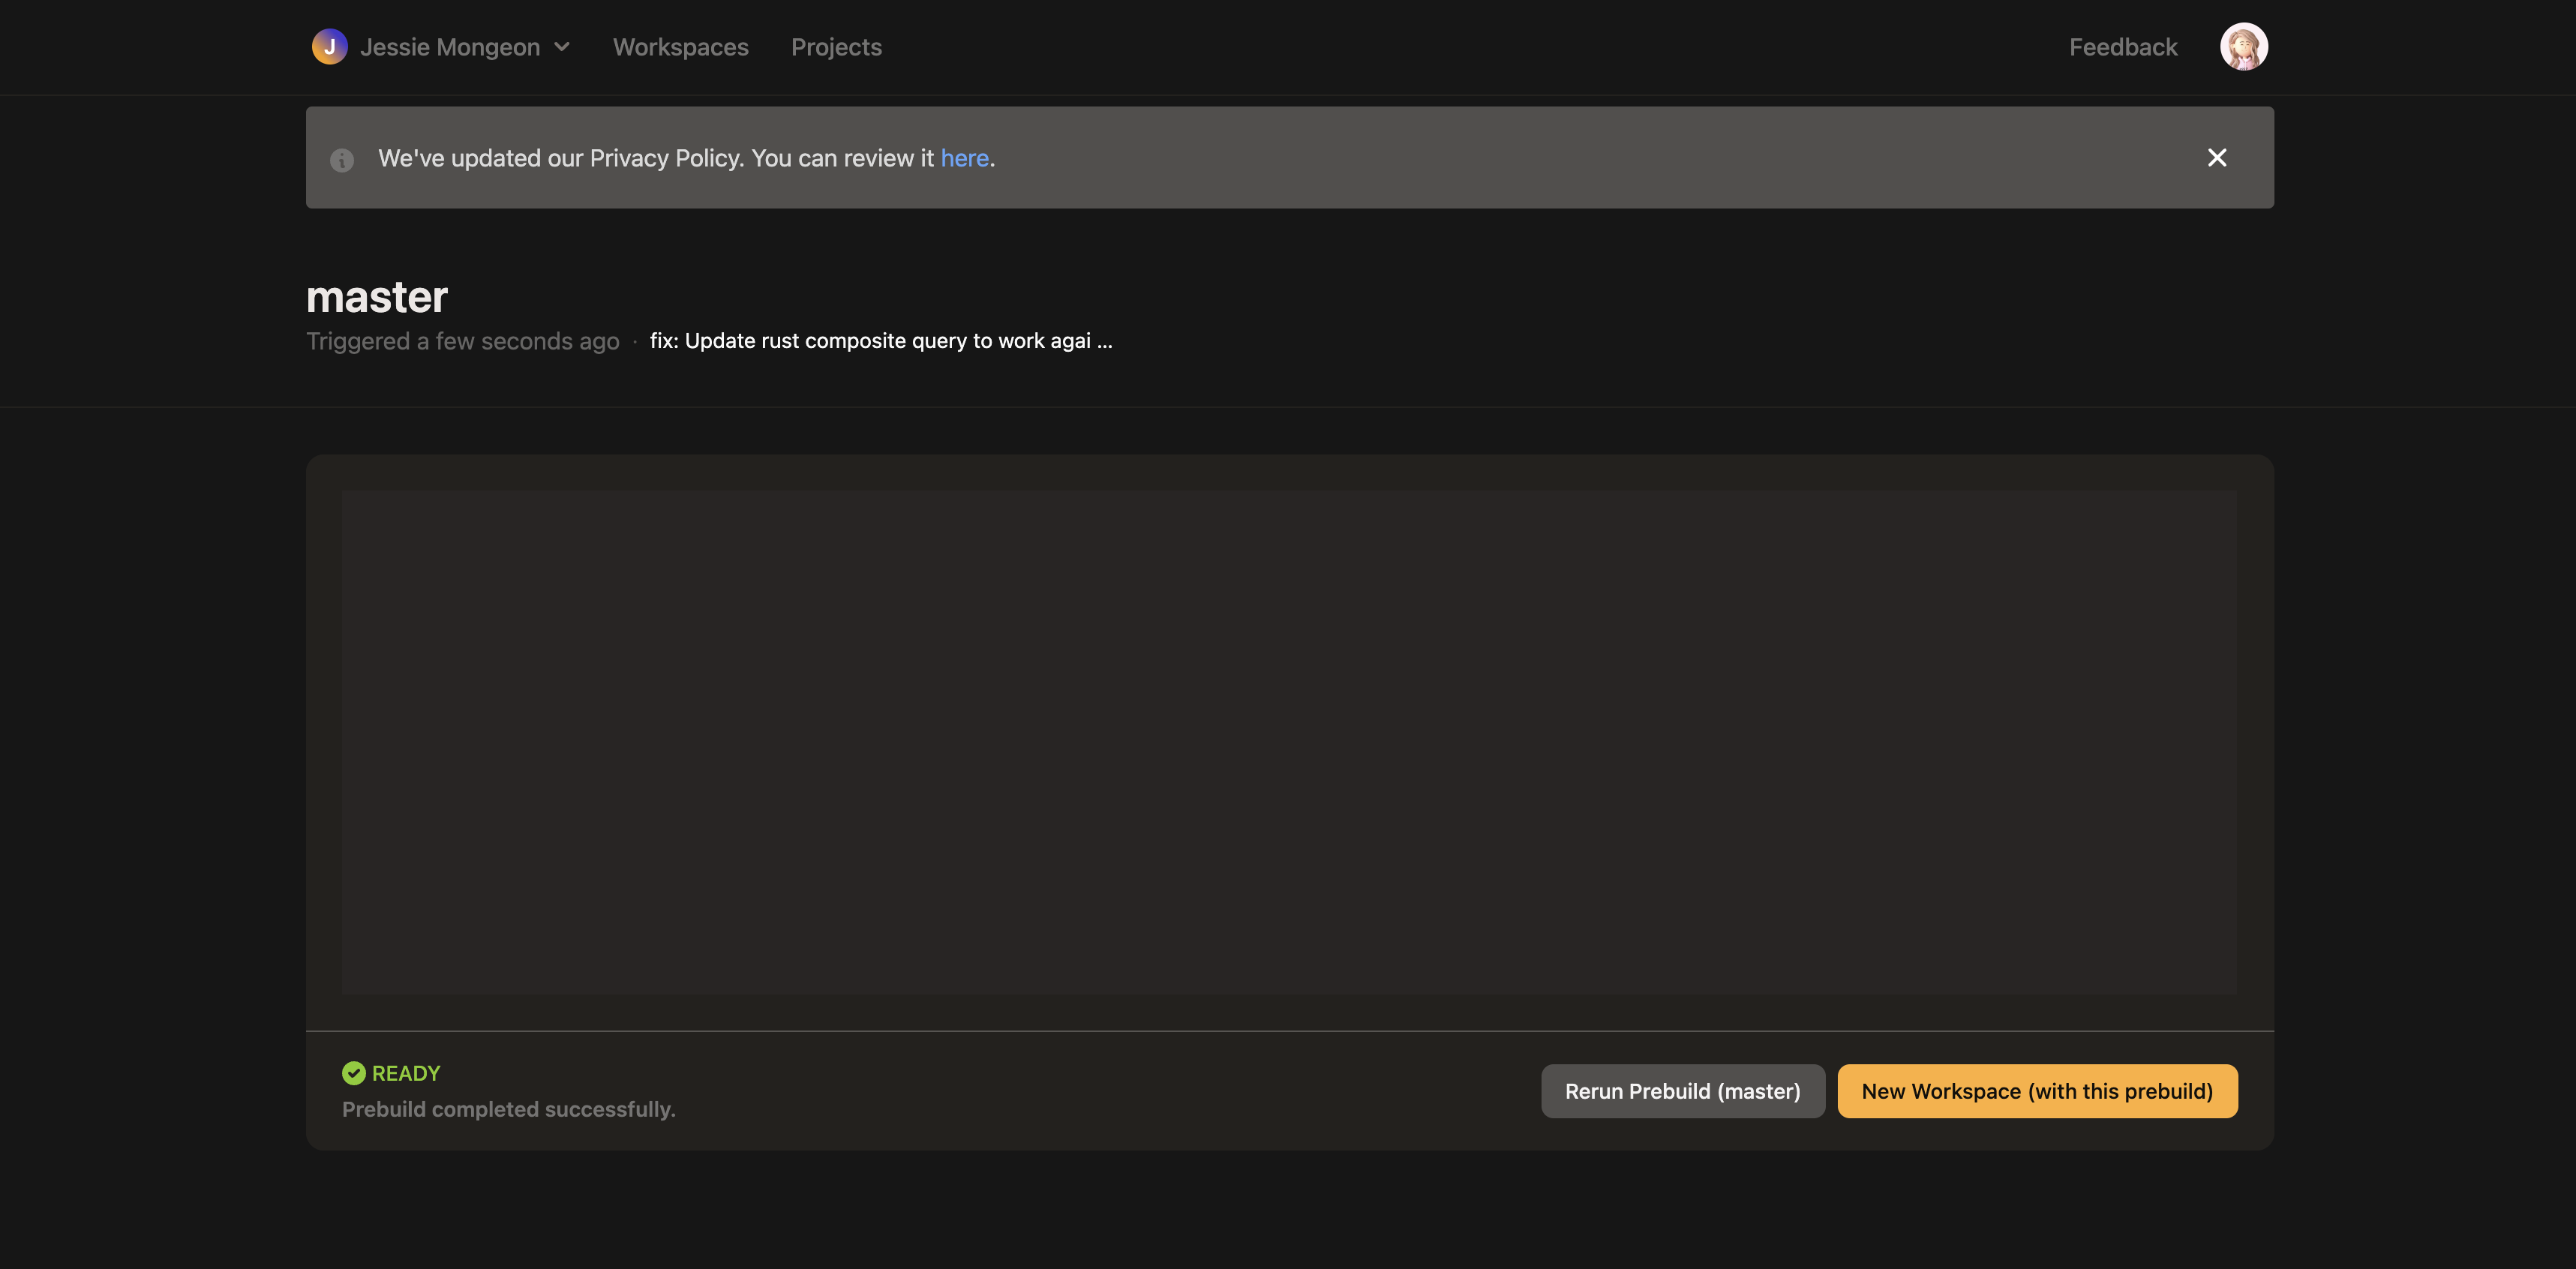 J Jessie Mongeon Workspaces Projects Feedback
We've updated our Privacy Policy. You can review it here.
master
Triggered a few seconds ago · fix: Update rust composite query to work agai ...
READY
Prebuild completed successfully.
Rerun Prebuild (master) New Workspace (with this prebuild)